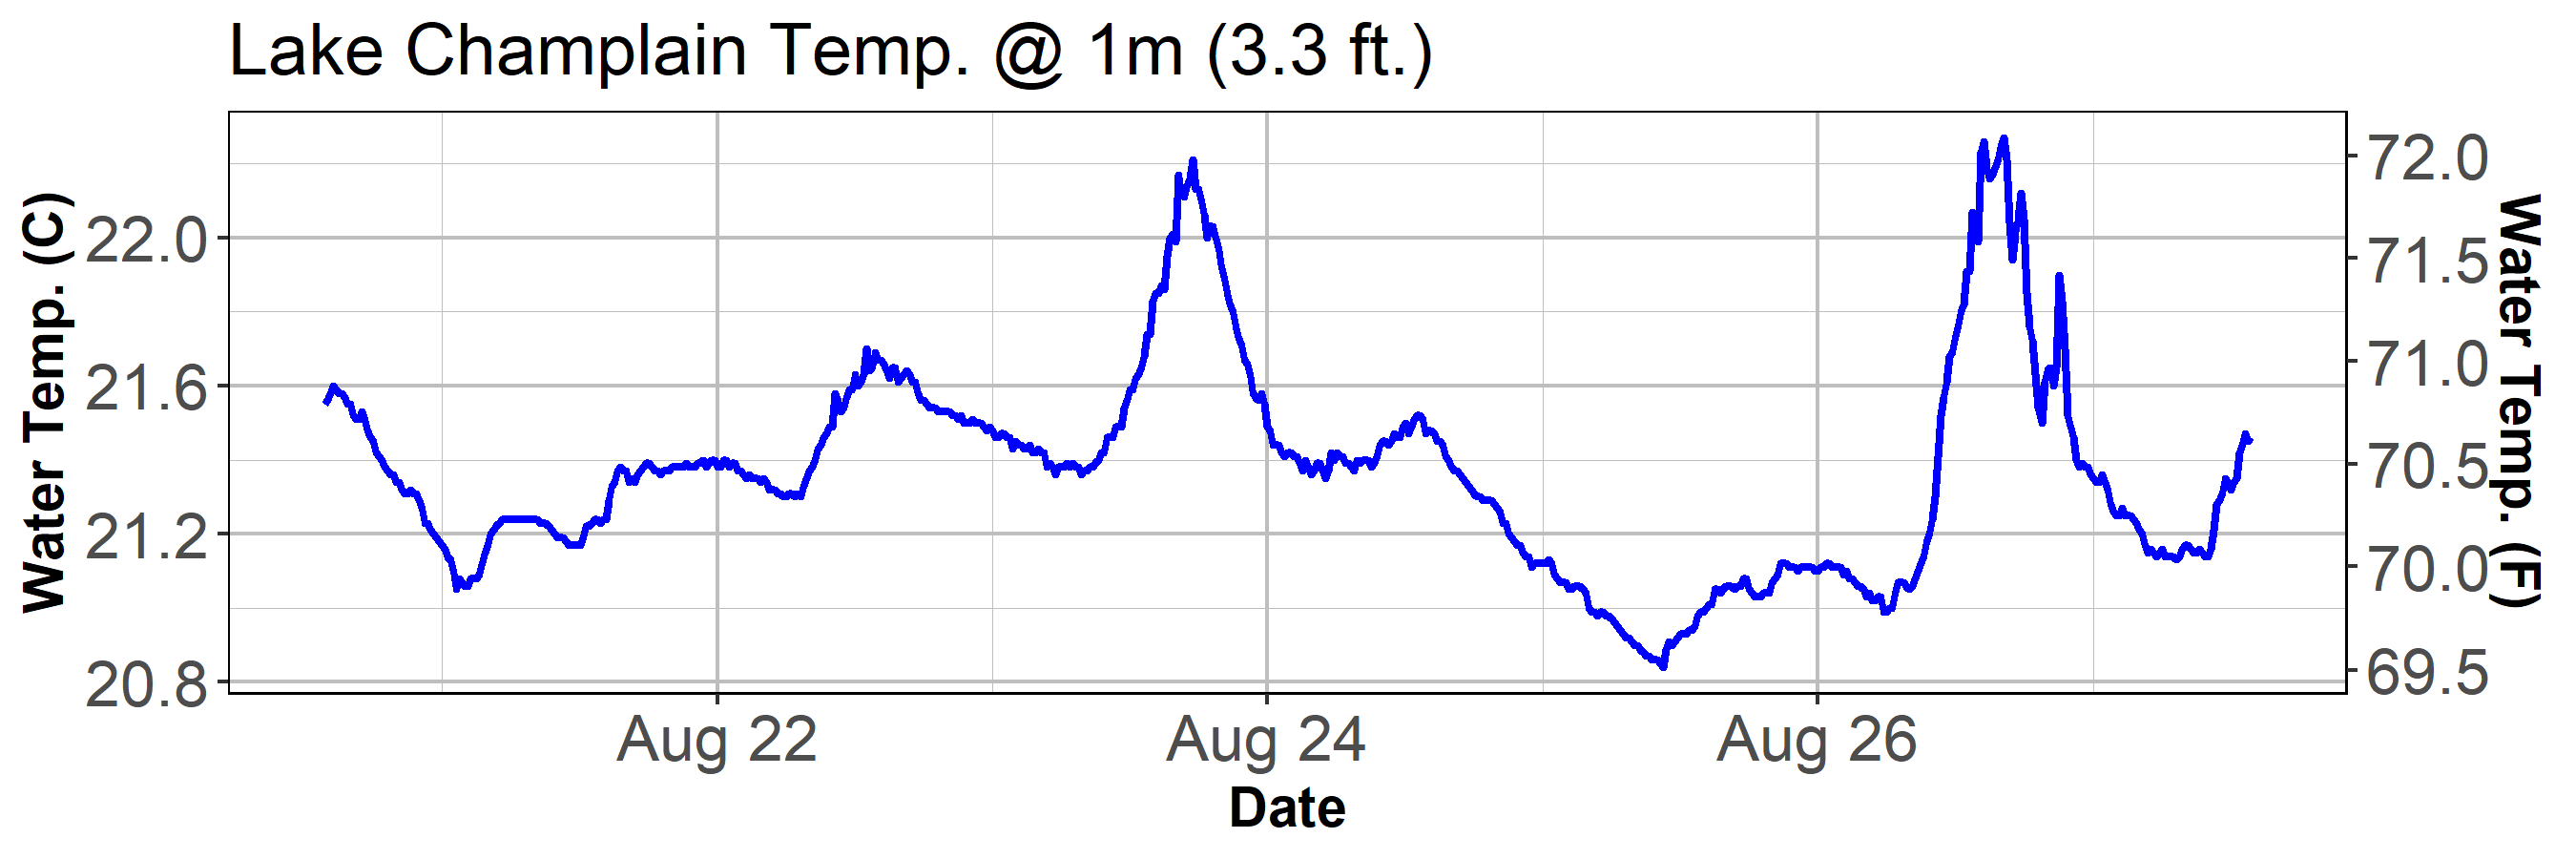 Lake Champlain Temp. @ 1m (3.3 ft.)
Water Temp. (C)
22.0
21.6
21.2
20.8
72.0
71.5
71.0
70.5
70.0
69.5
Water Temp. (F)
Aug 22
Aug 24
Aug 26
Date